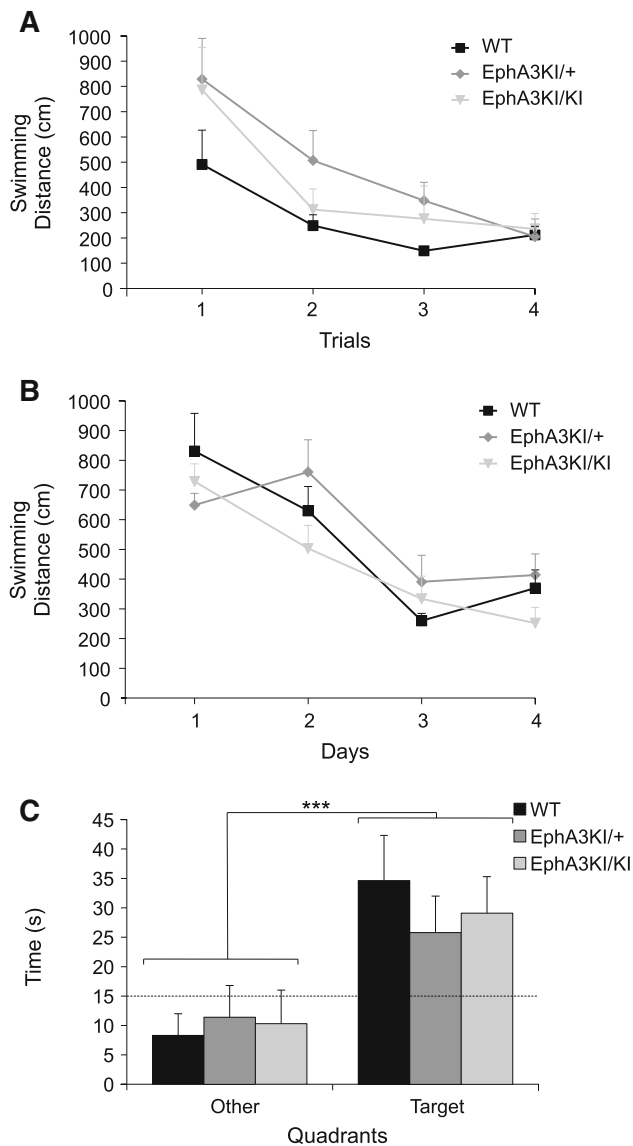 A
1000
900
800
700
600
500
400
300
200
100
0
Swimming
Distance (cm)
WT
EphA3KI/+
EphA3KI/KI
1 2 3 4
Trials
B
1000
900
800
700
600
500
400
300
200
100
0
Swimming
Distance (cm)
WT
EphA3KI/+
EphA3KI/KI
1 2 3 4
Days
C
***
WT
EphA3KI/+
EphA3KI/KI
45
40
35
30
25
20
15
10
5
0
Time (s)
Other Target
Quadrants